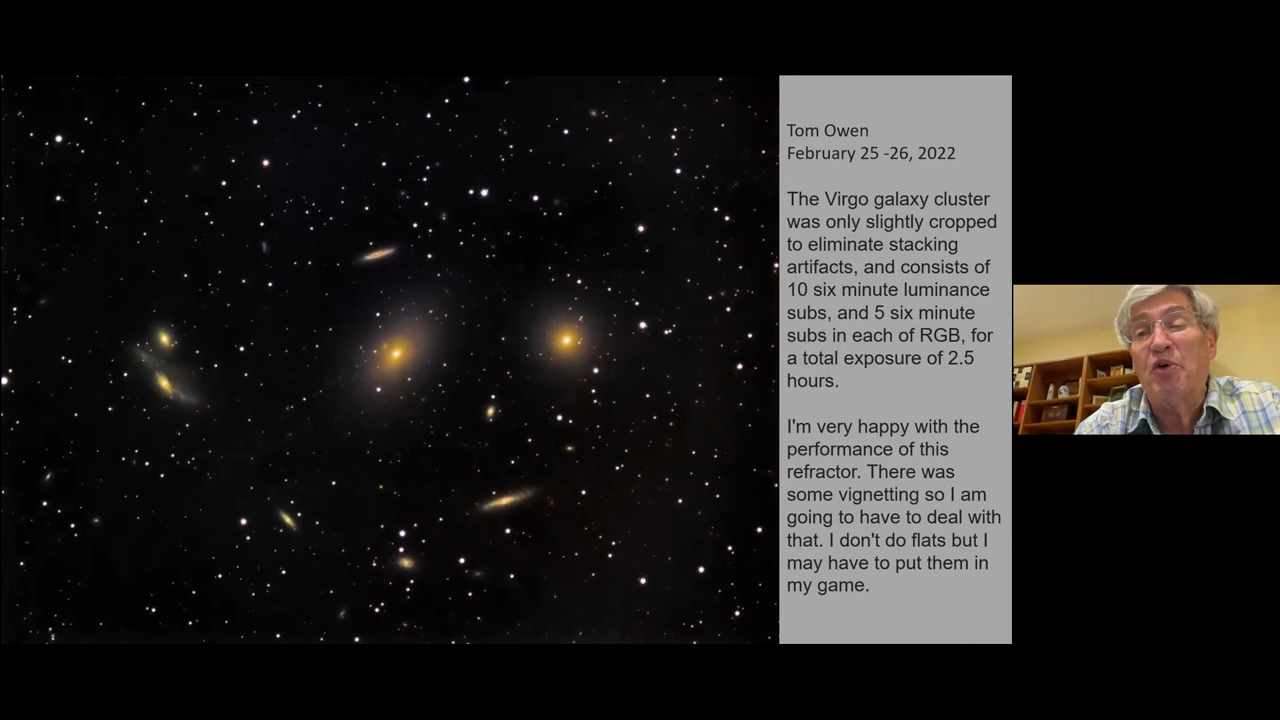 Tom Owen
February 25 -26, 2022
The Virgo galaxy cluster
was only slightly cropped
to eliminate stacking
artifacts, and consists of
10 six minute luminance
subs, and 5 six minute
subs in each of RGB, for
a total exposure of 2.5
hours.
I'm very happy with the
performance of this
refractor. There was
some vignetting so I am
going to have to deal with
that. I don't do flats but I
may have to put them in
my game.